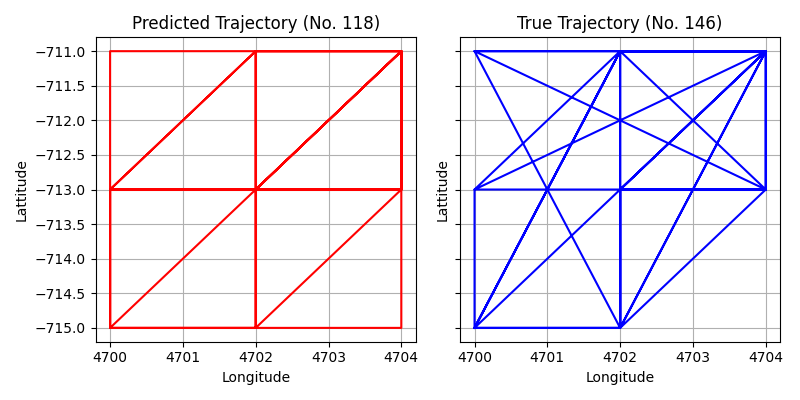 Predicted Trajectory (No. 118)
True Trajectory (No. 146)
−711.0
−711.5
−712.0
−712.5
−713.0
−713.5
−714.0
−714.5
−715.0
Lattitude
Lattitude
4700 4701 4702 4703 4704
4700 4701 4702 4703 4704
Longitude
Longitude